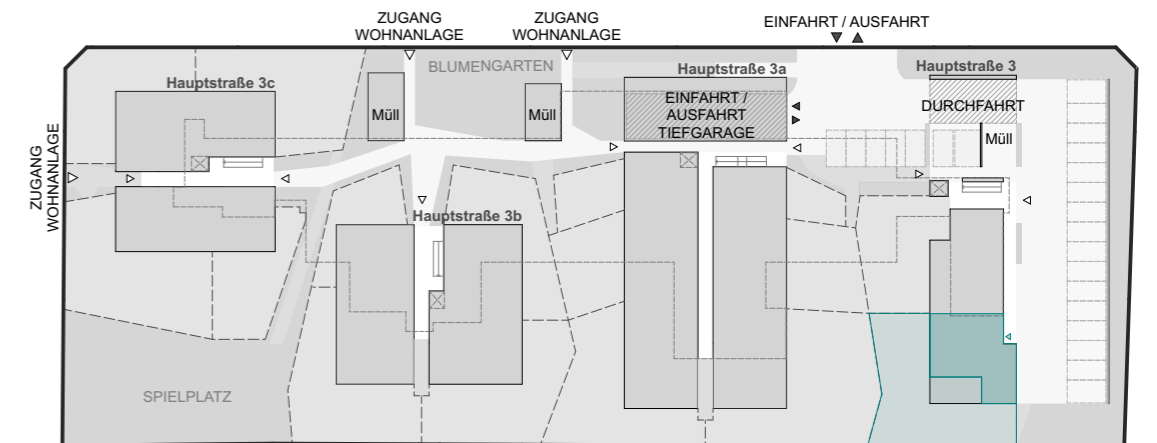 ZUGANG
WOHNANLAGE
ZUGANG
WOHNANLAGE
EINFAHRT / AUSFAHRT
BLUMENGARTEN
Hauptstraße 3a
Hauptstraße 3
Hauptstraße 3c
Müll
Müll
EINFAHRT /
AUSFAHRT
TIEFGARAGE
DURCHFAHRT
Müll
ZUGANG
WOHNANLAGE
Hauptstraße 3b
SPIELPLATZ